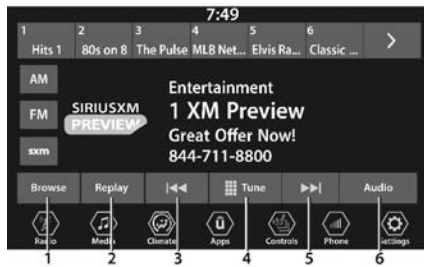 7:49
1 2 3 4 5 6
Hits 1 80s on 8 The Pulse MLB Net... Elvis Ra... Classic ...
AM
FM
sxm
SIRIUSXM
PREVIEW
Entertainment
1 XM Preview
Great Offer Now!
844-711-8800
Browse Replay Tune Audio
Radio Media Climate Apps Controls Phone Settings
1 2 3 4 5 6